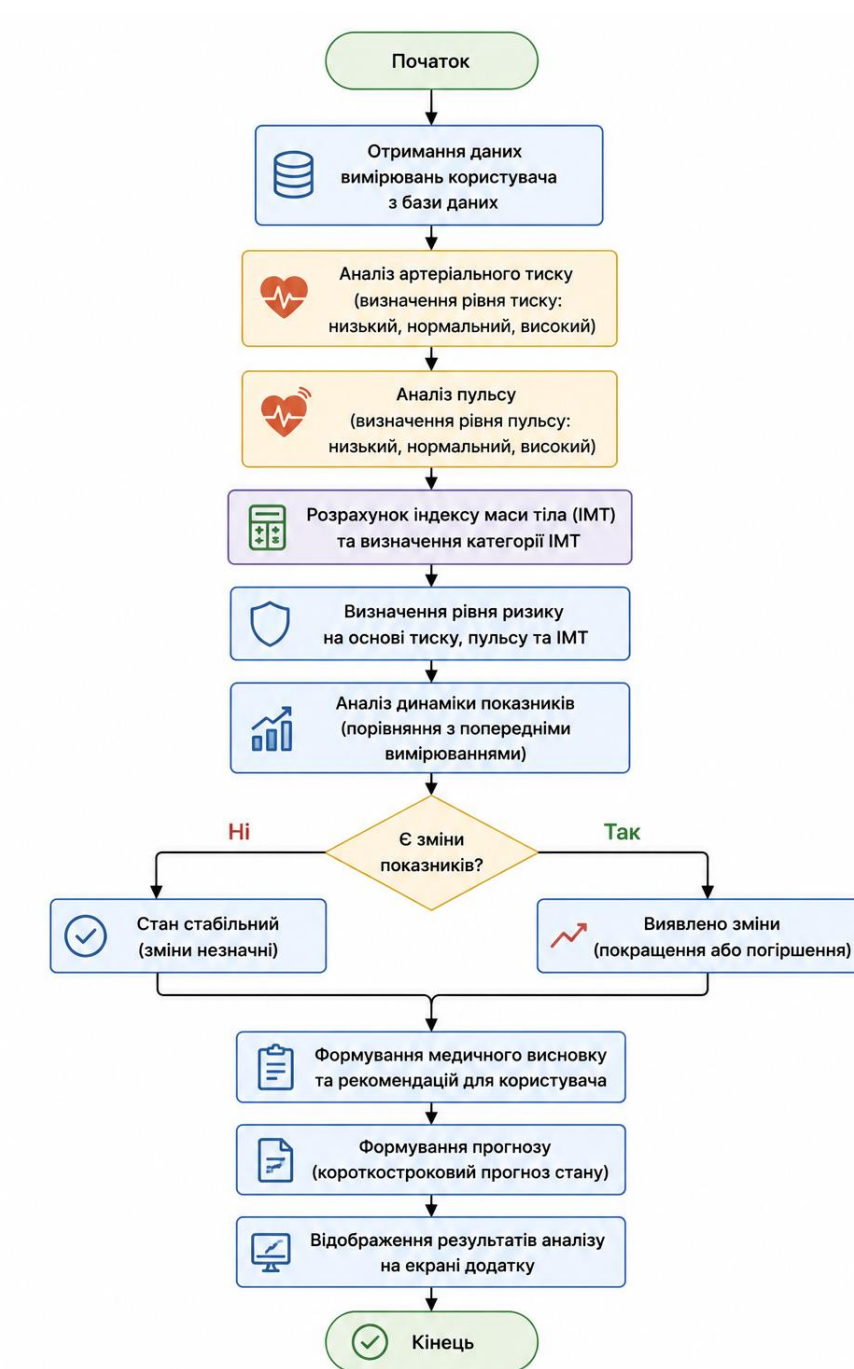 Початок
Отримання даних
вимірювань користувача
з бази даних
Аналіз артеріального тиску
(визначення рівня тиску:
низький, нормальний, високий)
Аналіз пульсу
(визначення рівня пульсу:
низький, нормальний, високий)
Розрахунок індексу маси тіла (ІМТ)
та визначення категорії ІМТ
Визначення рівня ризику
на основі тиску, пульсу та ІМТ
Аналіз динаміки показників
(порівняння з попередніми
вимірюваннями)
Є зміни
показників?
Ні
Так
Стан стабільний
(зміни незначні)
Виявлено зміни
(покращення або погіршення)
Формування медичного висновку
та рекомендацій для користувача
Формування прогнозу
(короткостроковий прогноз стану)
Відображення результатів аналізу
на екрані додатку
Кінець